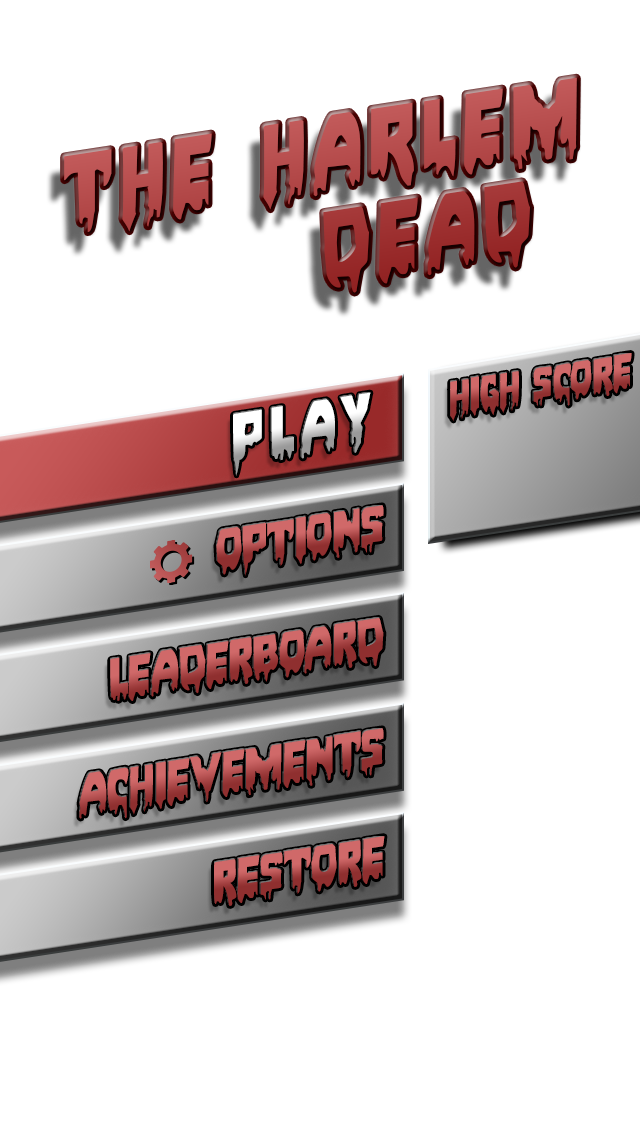 THE HARLEM
DEAD
PLAY
HIGH SCORE
OPTIONS
LEADERBOARD
ACHIEVEMENTS
RESTORE